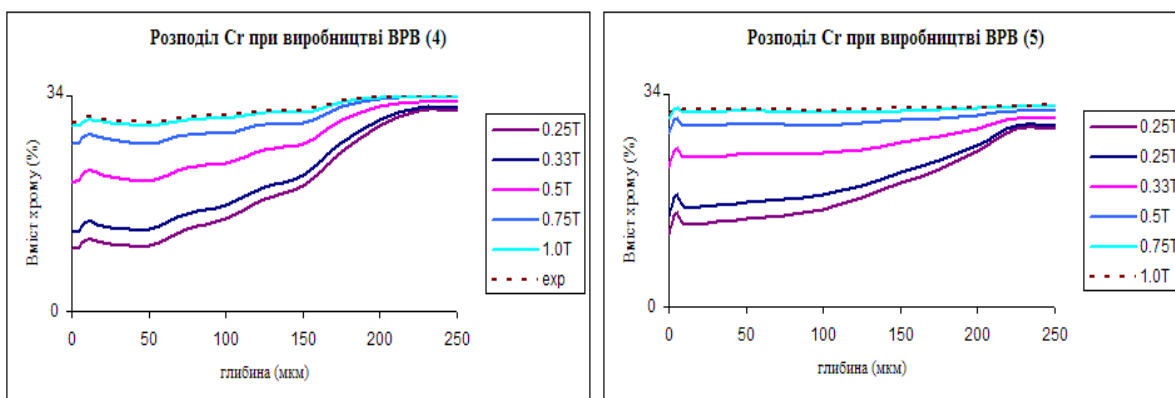 Розподіл Cr при виробництві ВРВ (4)
Вміст хрому (%)
34
0
0 50 100 150 200 250
глибина (мкм)
0.25T
0.33T
0.5T
0.75T
1.0T
exp
Розподіл Cr при виробництві ВРВ (5)
Вміст хрому (%)
34
0
0 50 100 150 200 250
глибина (мкм)
0.25T
0.25T
0.33T
0.5T
0.75T
1.0T